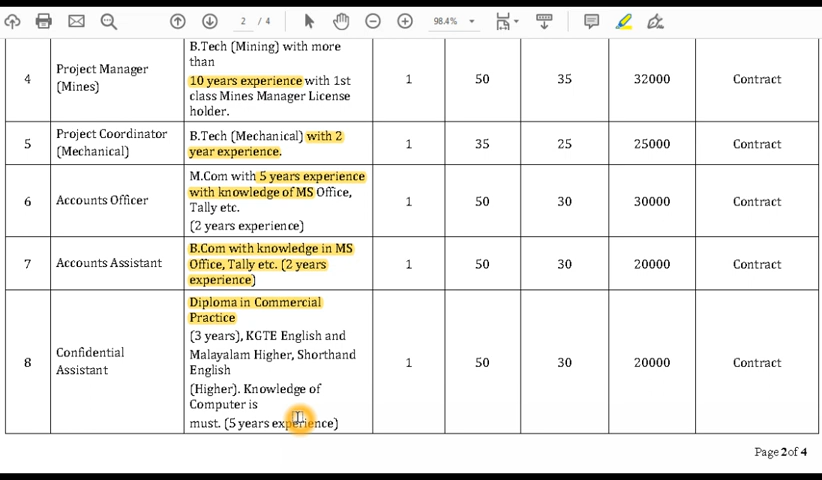 2 / 4
98.4%
4
Project Manager
(Mines)
B.Tech (Mining) with more
than
10 years experience with 1st
class Mines Manager License
holder.
1
50
35
32000
Contract
5
Project Coordinator
(Mechanical)
B.Tech (Mechanical) with 2
year experience.
1
35
25
25000
Contract
6
Accounts Officer
M.Com with 5 years experience
with knowledge of MS Office,
Tally etc.
(2 years experience)
1
50
30
30000
Contract
7
Accounts Assistant
B.Com with knowledge in MS
Office, Tally etc. (2 years
experience)
1
50
30
20000
Contract
8
Confidential
Assistant
Diploma in Commercial
Practice
(3 years), KGTE English and
Malayalam Higher, Shorthand
English
(Higher). Knowledge of
Computer is
must. (5 years experience)
1
50
30
20000
Contract
Page 2 of 4